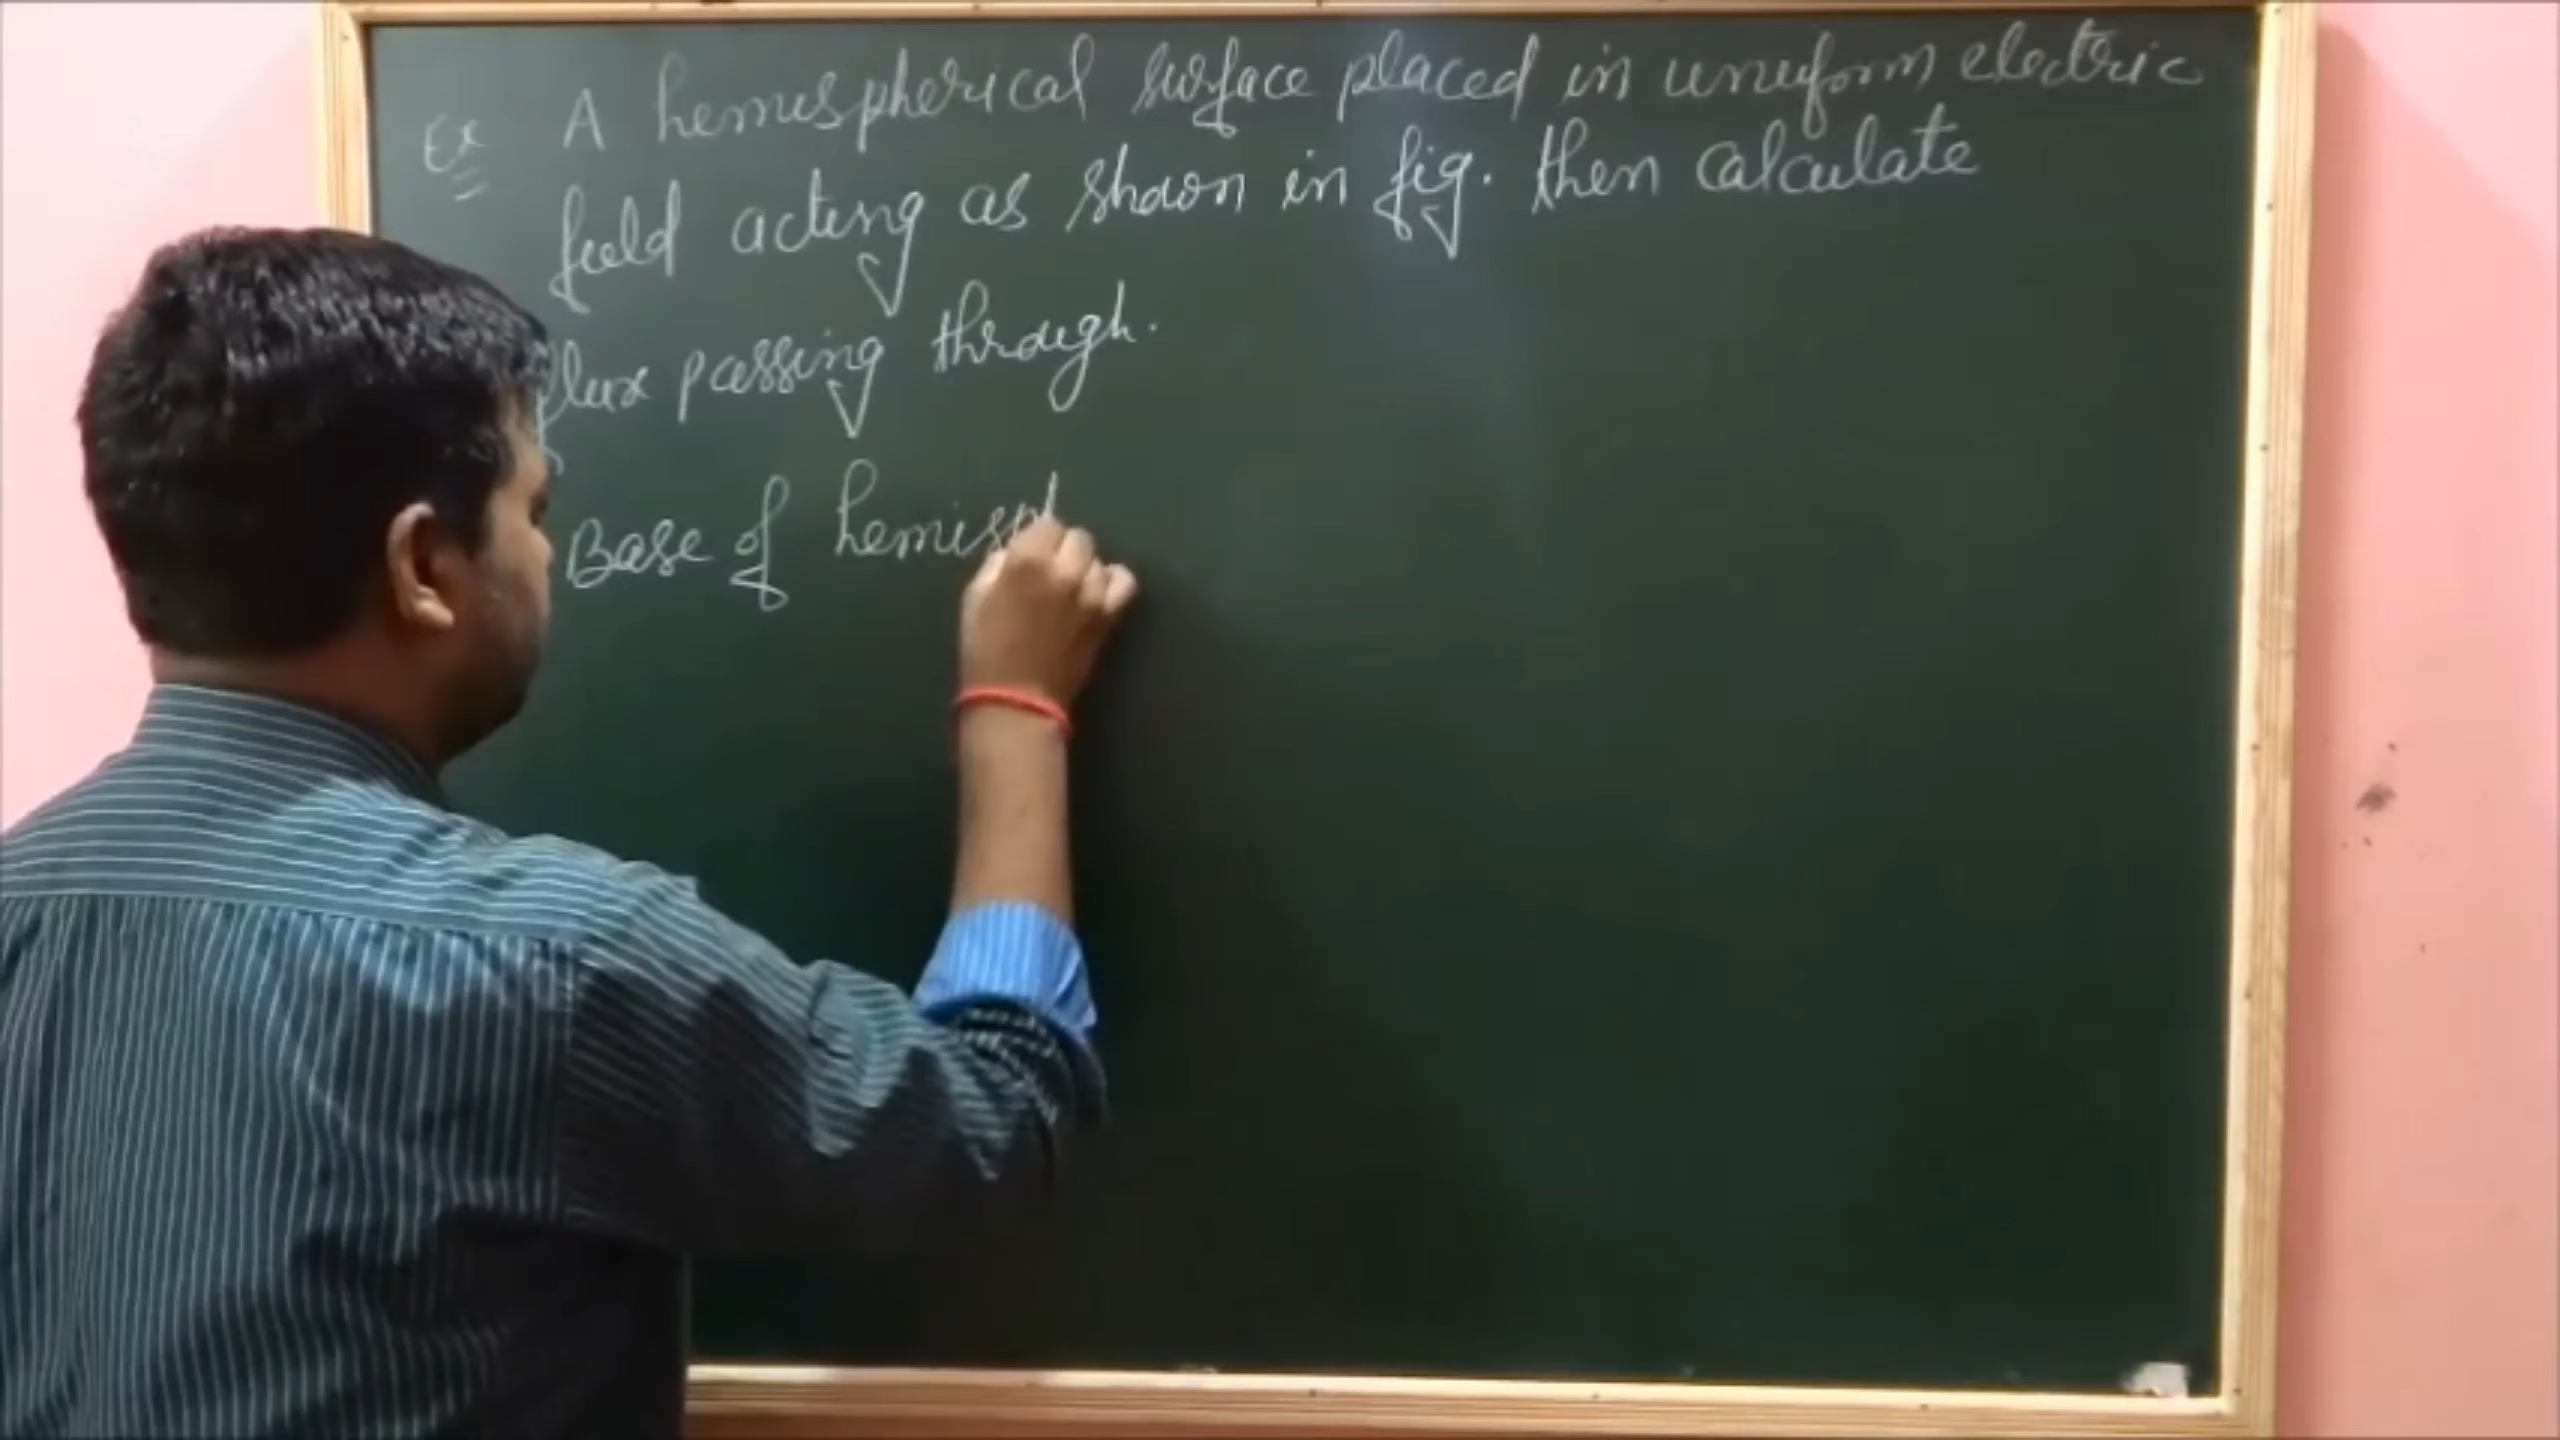 Ex A hemispherical surface placed in uniform electric
field acting as shown in fig. then calculate
flux passing through.
Base of hemisph